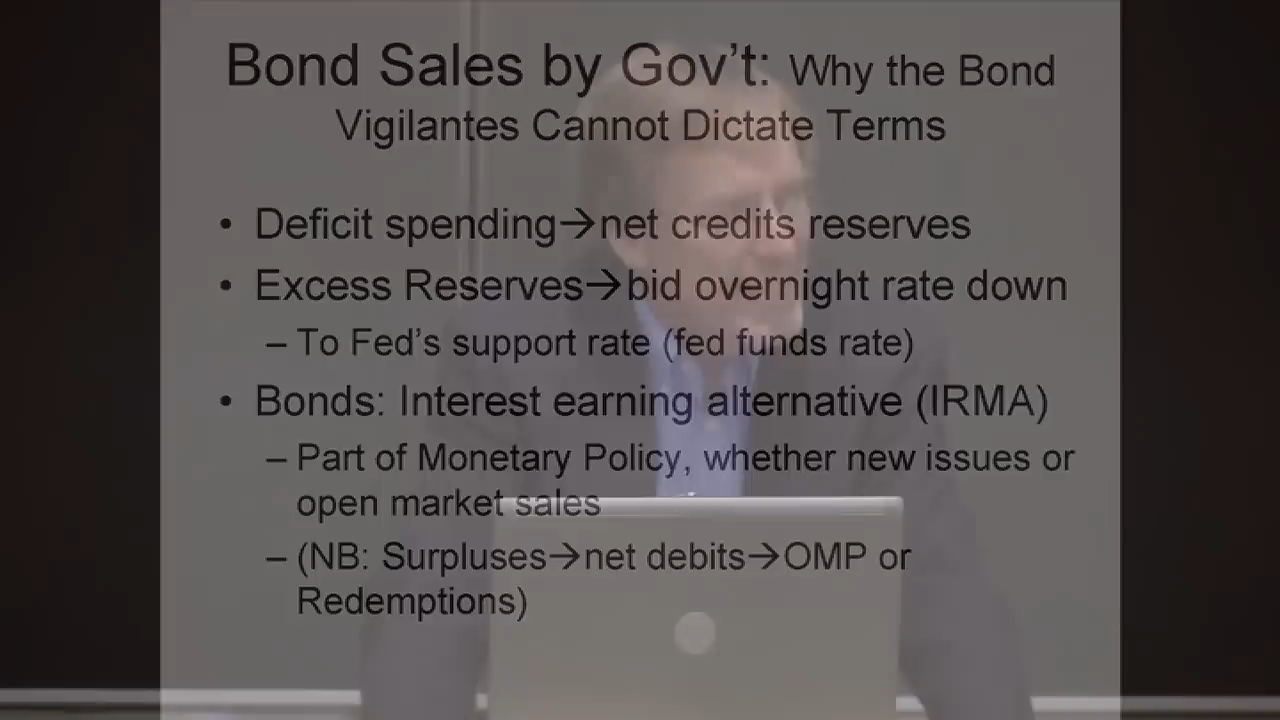 Bond Sales by Gov't: Why the Bond
Vigilantes Cannot Dictate Terms
• Deficit spending→net credits reserves
• Excess Reserves→bid overnight rate down
– To Fed's support rate (fed funds rate)
• Bonds: Interest earning alternative (IRMA)
– Part of Monetary Policy, whether new issues or
open market sales
– (NB: Surpluses→net debits→OMP or
Redemptions)